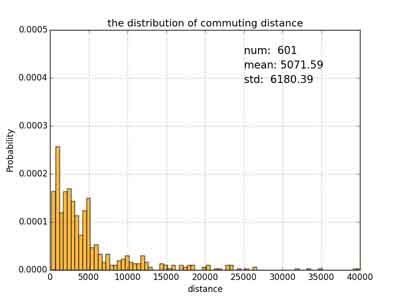 the distribution of commuting distance
0.0005
0.0004
0.0003
0.0002
0.0001
0.0000
Probability
num: 601
mean: 5071.59
std: 6180.39
0 5000 10000 15000 20000 25000 30000 35000 40000
distance